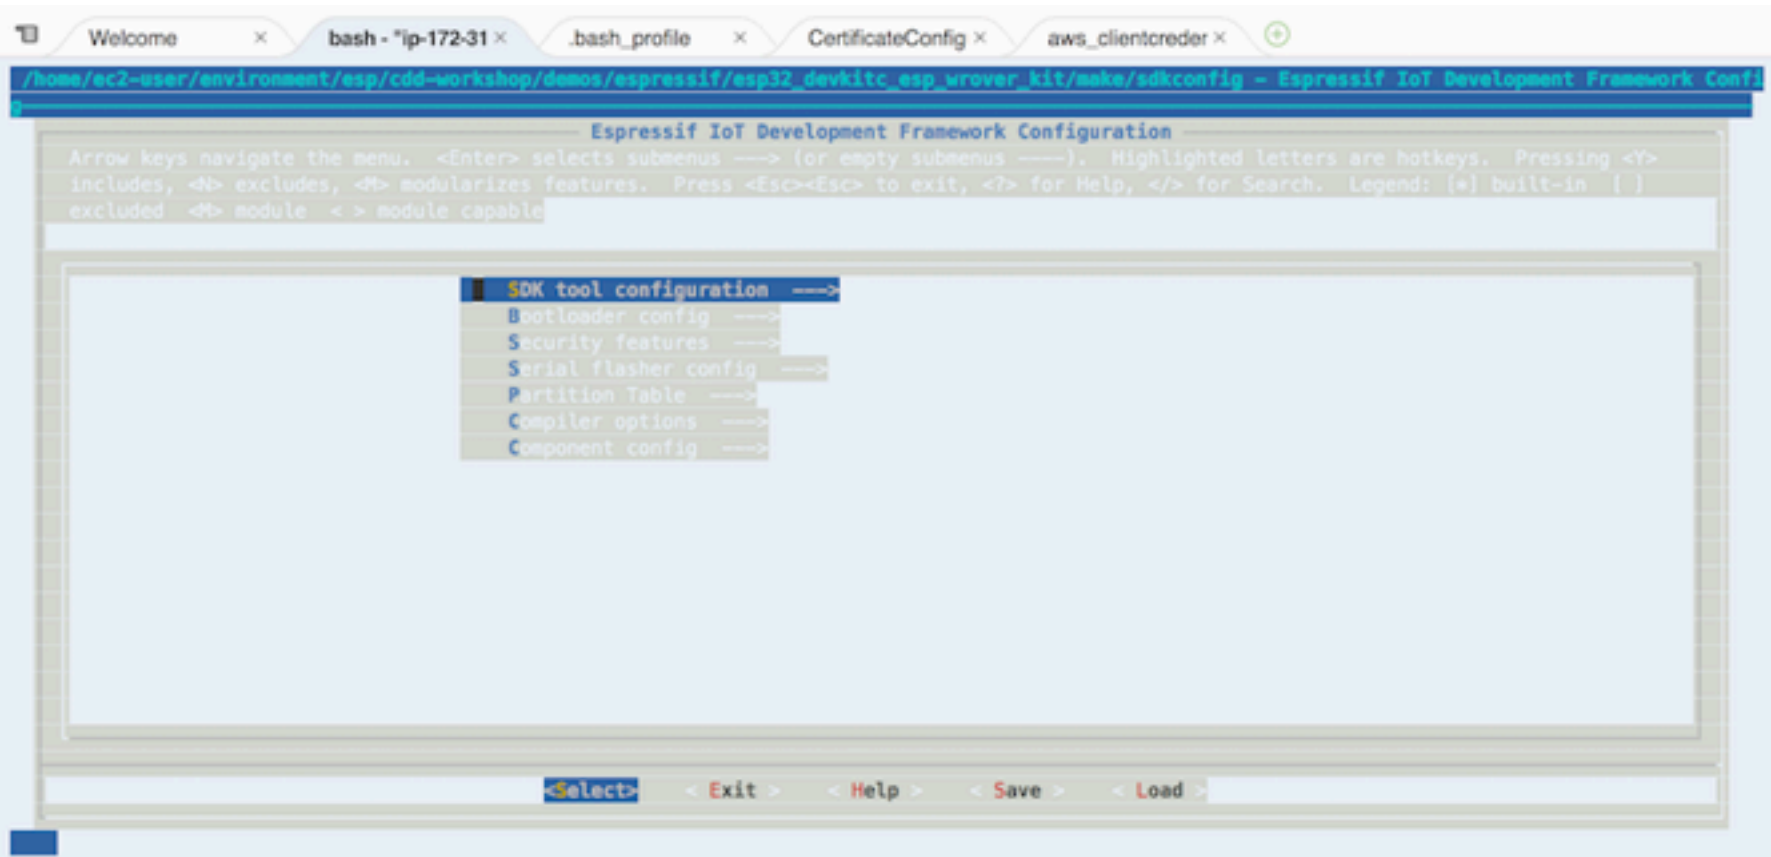 Welcome × bash - "ip-172-31 × .bash_profile × CertificateConfig × aws_clientcreder ×
/home/ec2-user/environment/esp/cdd-workshop/demos/espressif/esp32_devkitc_esp_wrover_kit/make/sdkconfig - Espressif IoT Development Framework Confi
g
Espressif IoT Development Framework Configuration
Arrow keys navigate the menu. <Enter> selects submenus ---> (or empty submenus ----). Highlighted letters are hotkeys. Pressing <Y>
includes, <N> excludes, <M> modularizes features. Press <Esc><Esc> to exit, <?> for Help, </> for Search. Legend: [*] built-in [ ]
excluded <M> module < > module capable
SDK tool configuration --->
Bootloader config --->
Security features --->
Serial flasher config --->
Partition Table --->
Compiler options --->
Component config --->
<Select> < Exit > < Help > < Save > < Load >